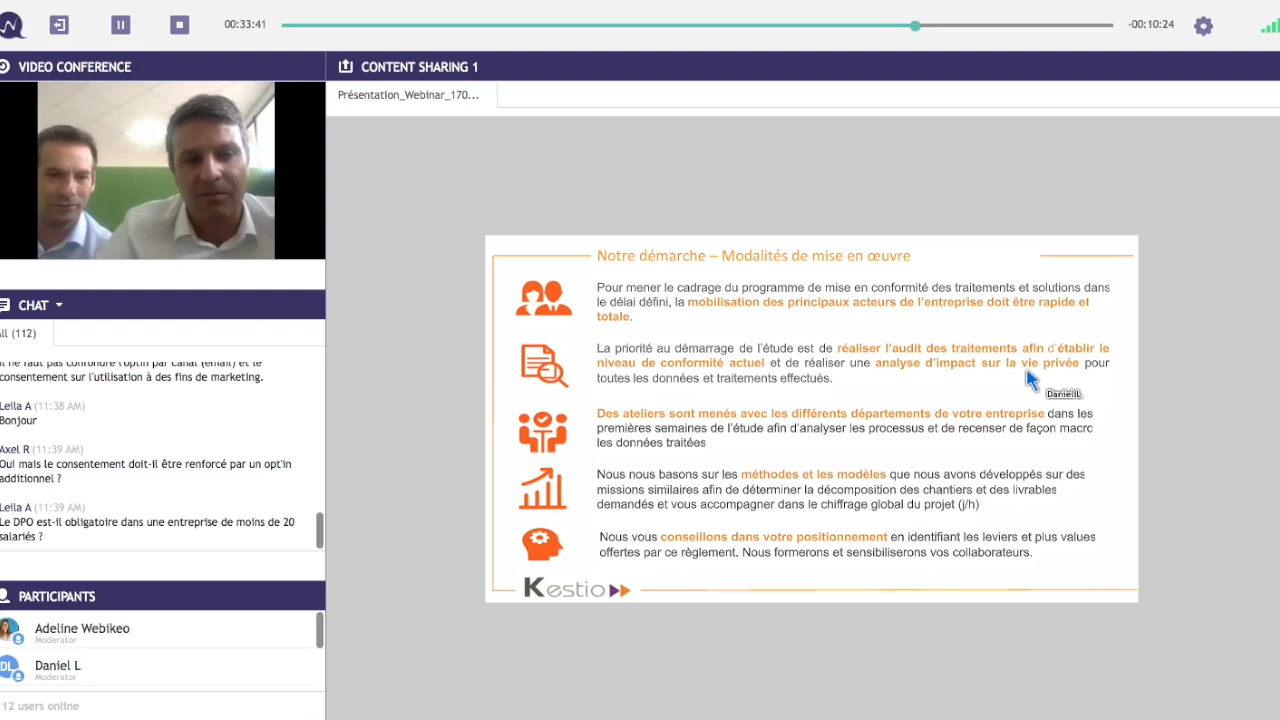 00:33:41
-00:10:24
VIDEO CONFERENCE
CONTENT SHARING 1
Présentation_Webinar_170...
CHAT
All (112)
Il ne faut pas confondre l'optin par canal (email) et le
consentement sur l'utilisation à des fins de marketing.
Leila A (11:38 AM)
Bonjour
Axel R (11:39 AM)
Oui mais le consentement doit-il être renforcé par un opt'in
additionnel ?
Leila A (11:39 AM)
Le DPO est-il obligatoire dans une entreprise de moins de 20
salariés ?
PARTICIPANTS
Adeline Webikeo
Moderator
DL
Daniel L
Moderator
12 users online
Notre démarche – Modalités de mise en œuvre
Pour mener le cadrage du programme de mise en conformité des traitements et solutions dans
le délai défini, la mobilisation des principaux acteurs de l'entreprise doit être rapide et
totale.
La priorité au démarrage de l'étude est de réaliser l'audit des traitements afin d'établir le
niveau de conformité actuel et de réaliser une analyse d'impact sur la vie privée pour
toutes les données et traitements effectués.
Daniel L
Des ateliers sont menés avec les différents départements de votre entreprise dans les
premières semaines de l'étude afin d'analyser les processus et de recenser de façon macro
les données traitées
Nous nous basons sur les méthodes et les modèles que nous avons développés sur des
missions similaires afin de déterminer la décomposition des chantiers et des livrables
demandés et vous accompagner dans le chiffrage global du projet (j/h)
Nous vous conseillons dans votre positionnement en identifiant les leviers et plus values
offertes par ce règlement. Nous formerons et sensibiliserons vos collaborateurs.
Kestio